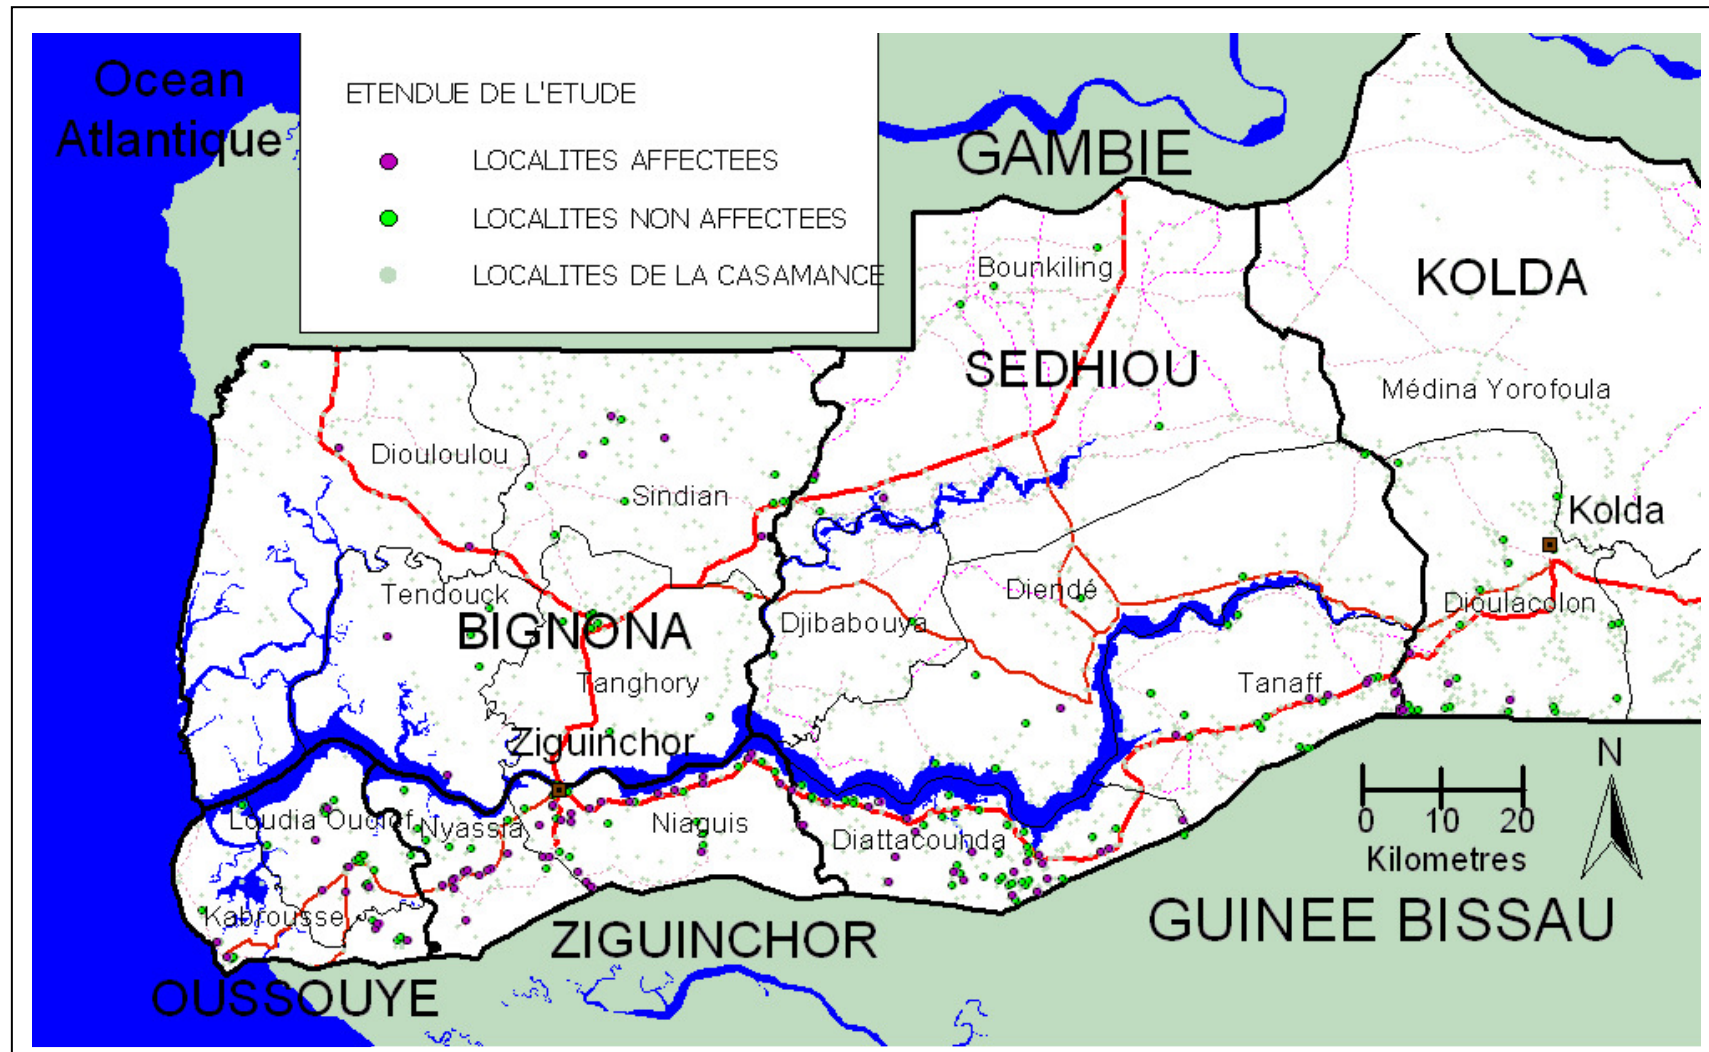 Ocean
Atlantique
ETENDUE DE L'ETUDE
LOCALITES AFFECTEES
LOCALITES NON AFFECTEES
LOCALITES DE LA CASAMANCE
GAMBIE
Bounkiling
KOLDA
SEDHIOU
Médina Yorofoula
Diouloulou
Sindian
Kolda
Tendouck
Diendé
Dioulacolon
BIGNONA
Djibabouya
Tanghory
Tanaff
Ziguinchor
N
Loudia Ouolof
Nyassia
Niaguis
Diattacounda
0 10 20
Kilometres
Kabrousse
ZIGUINCHOR
GUINEE BISSAU
OUSSOUYE